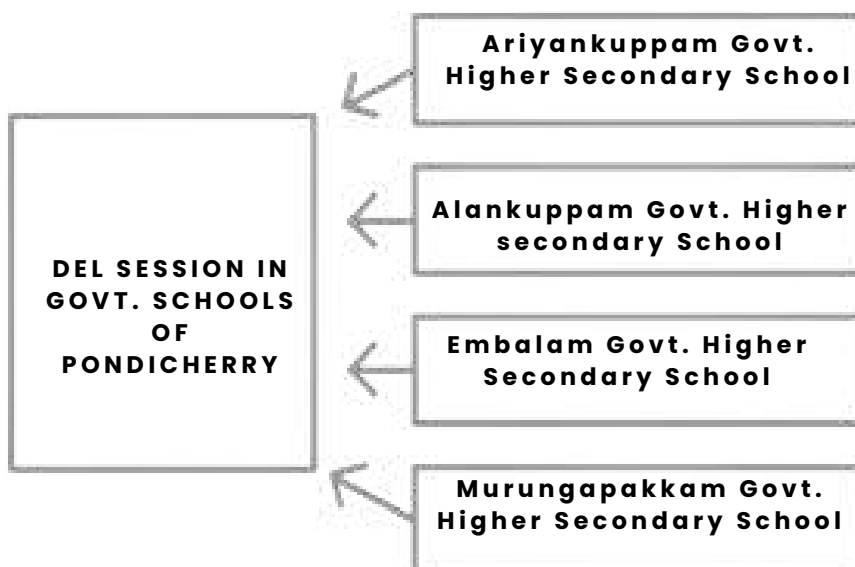 Ariyankuppam Govt.
Higher Secondary School
Alankuppam Govt. Higher
secondary School
DEL SESSION IN
GOVT. SCHOOLS
OF
PONDICHERRY
Embalam Govt. Higher
Secondary School
Murungapakkam Govt.
Higher Secondary School